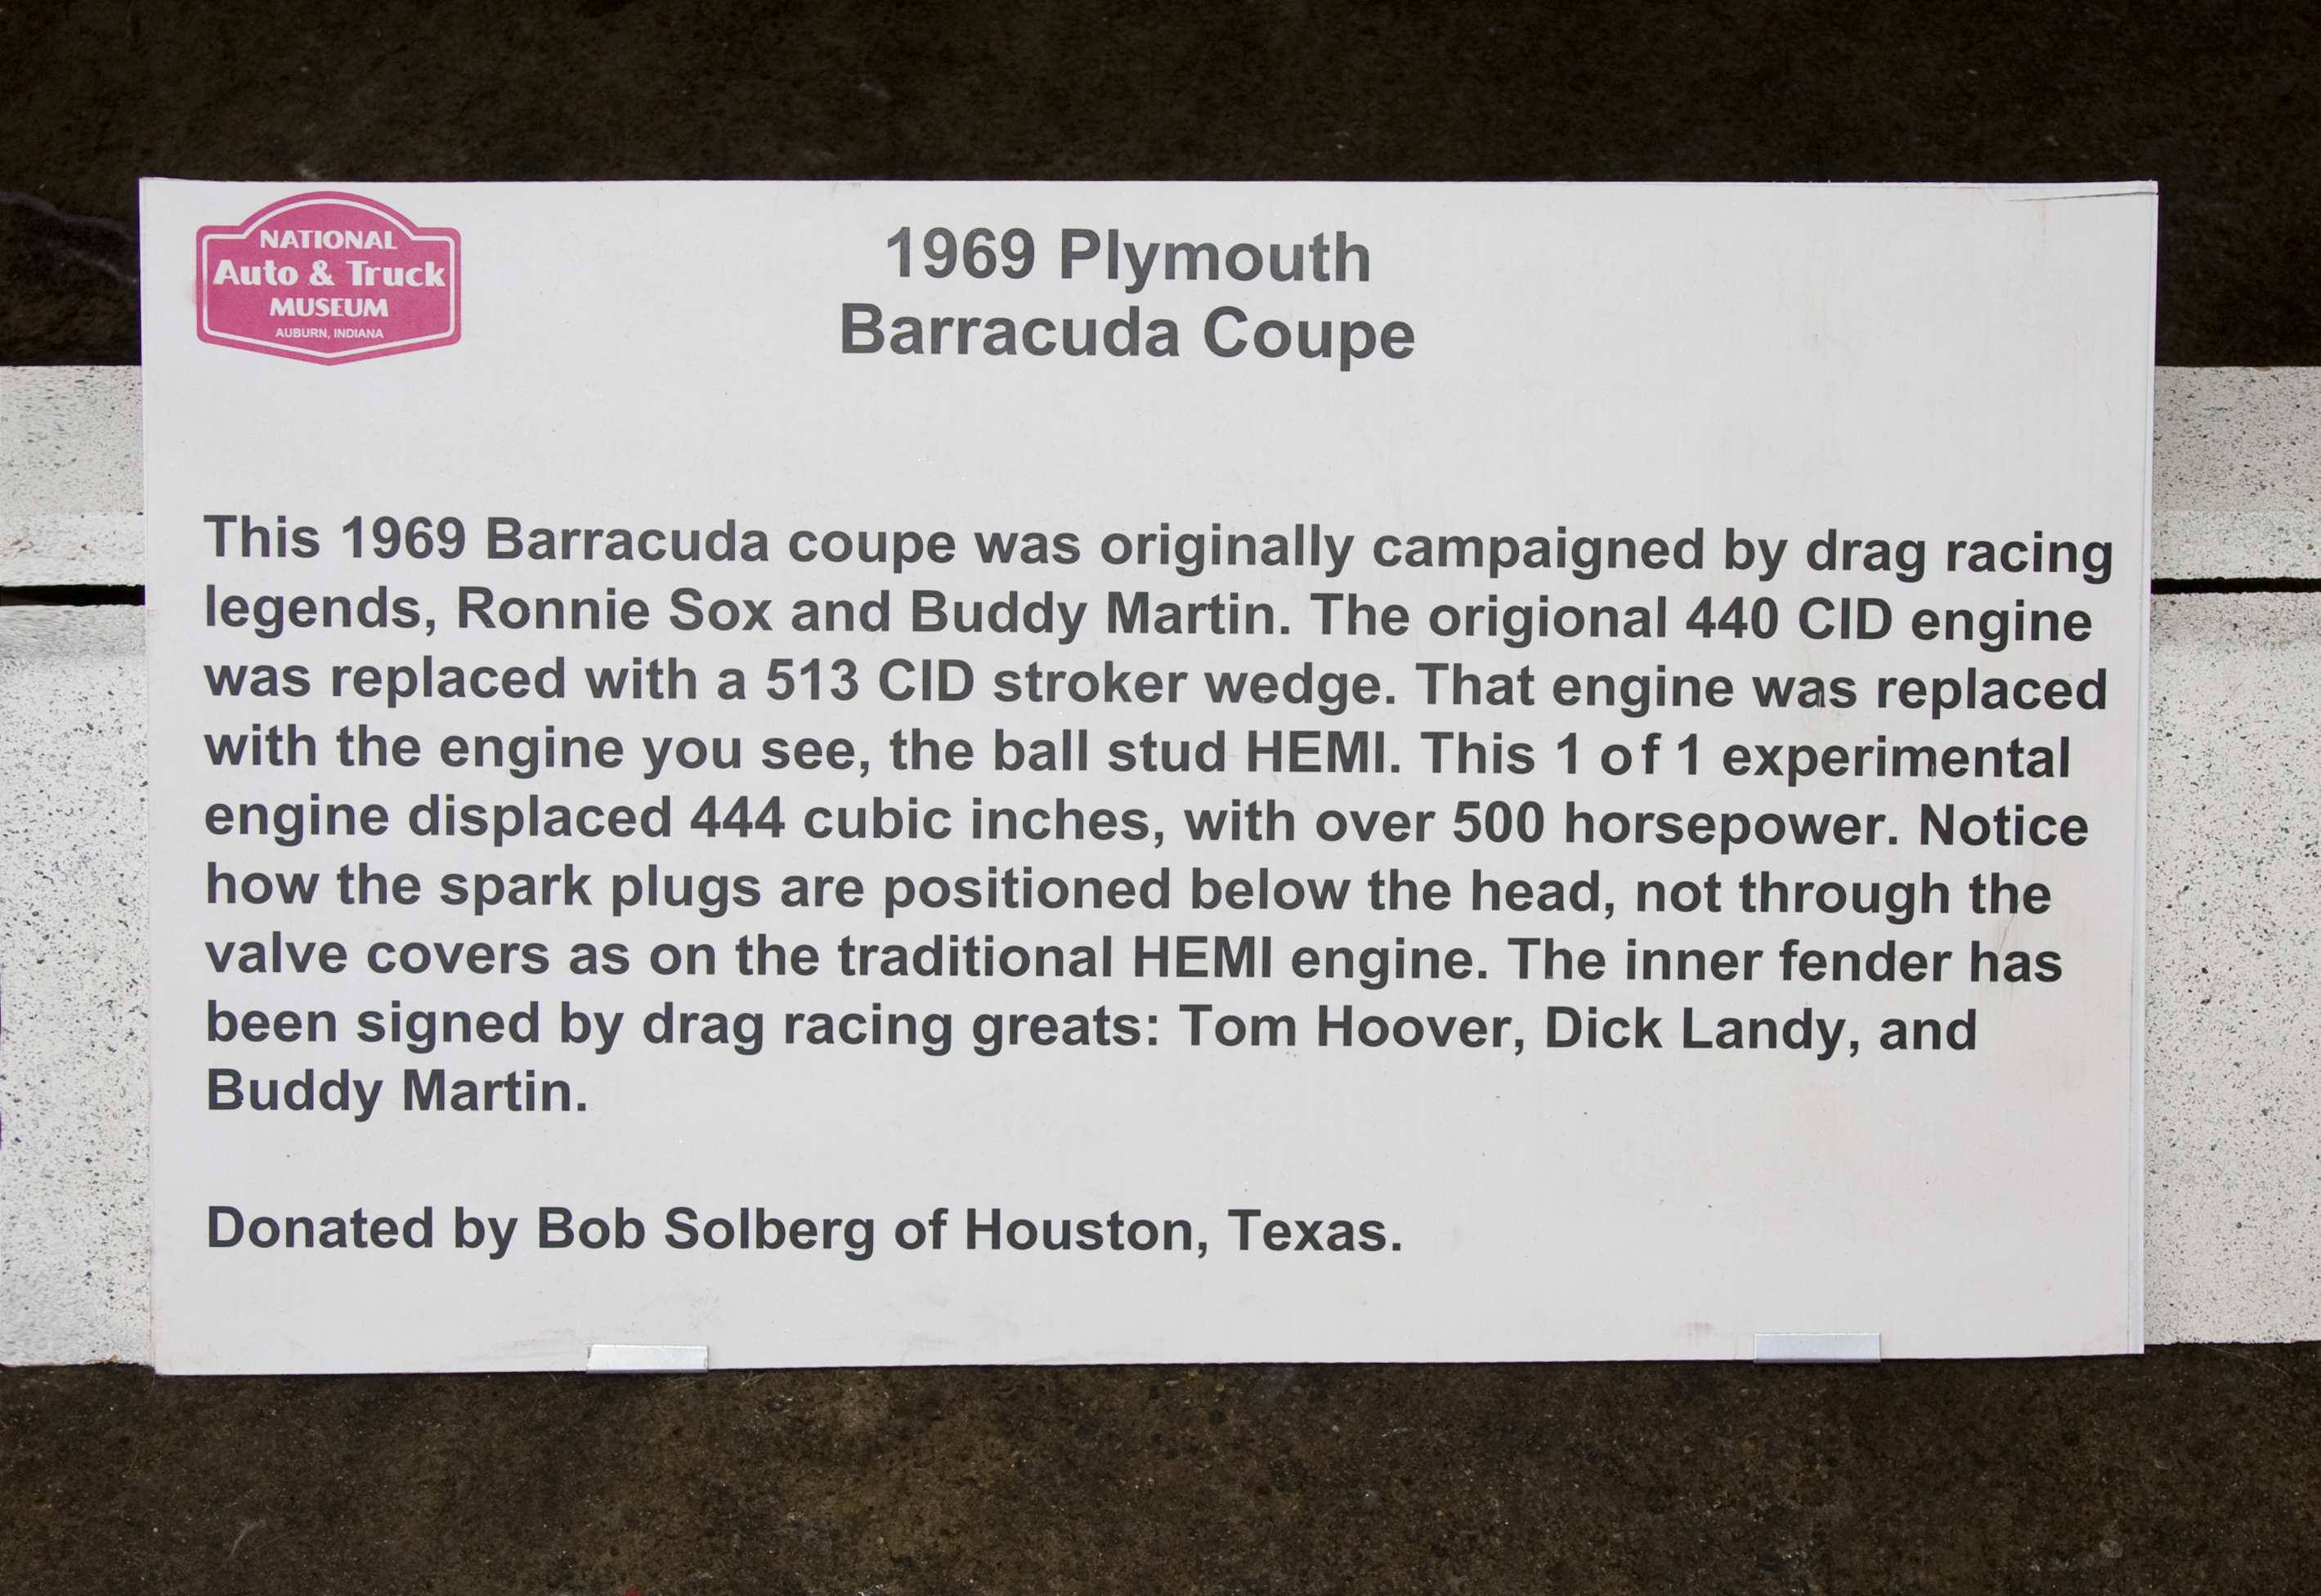 NATIONAL
Auto & Truck
MUSEUM
AUBURN, INDIANA
1969 Plymouth
Barracuda Coupe
This 1969 Barracuda coupe was originally campaigned by drag racing
legends, Ronnie Sox and Buddy Martin. The origional 440 CID engine
was replaced with a 513 CID stroker wedge. That engine was replaced
with the engine you see, the ball stud HEMI. This 1 of 1 experimental
engine displaced 444 cubic inches, with over 500 horsepower. Notice
how the spark plugs are positioned below the head, not through the
valve covers as on the traditional HEMI engine. The inner fender has
been signed by drag racing greats: Tom Hoover, Dick Landy, and
Buddy Martin.
Donated by Bob Solberg of Houston, Texas.